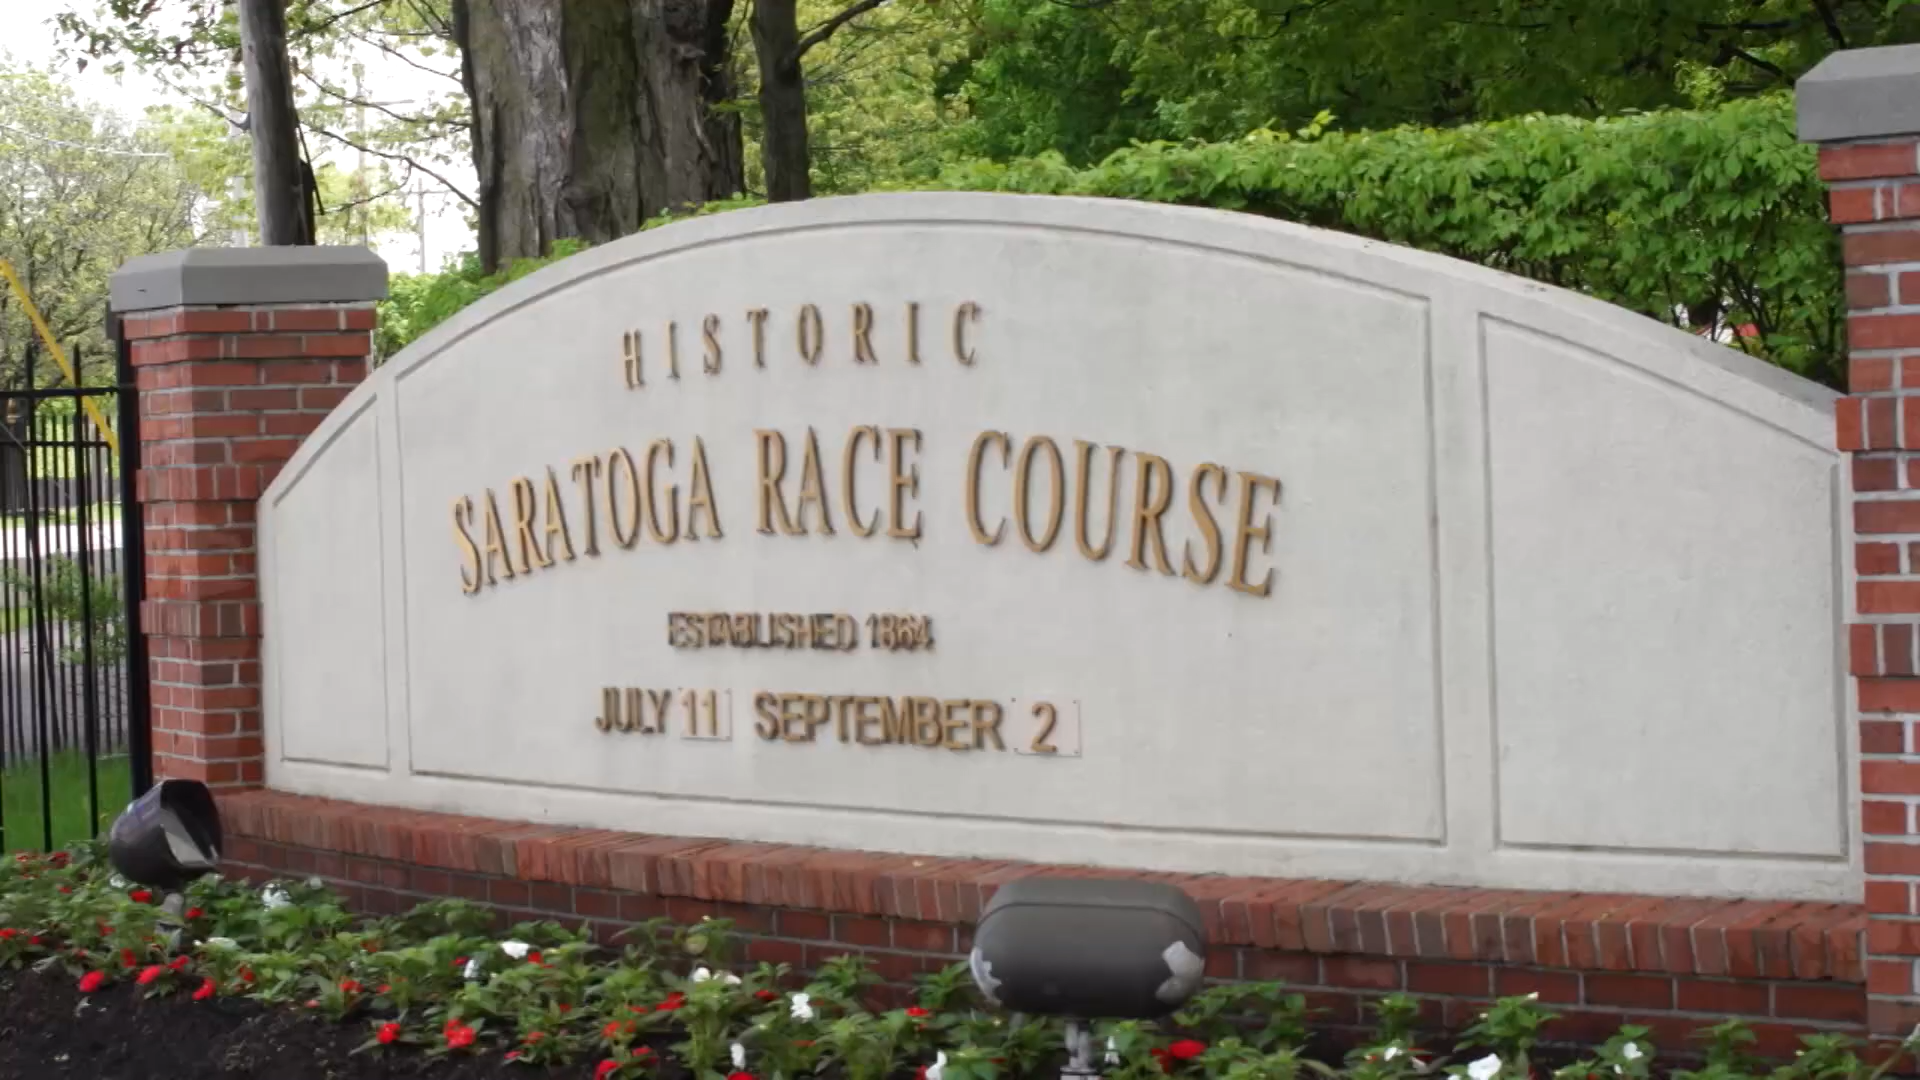 HISTORIC
SARATOGA RACE COURSE
ESTABLISHED 1864
JULY 11 SEPTEMBER 2